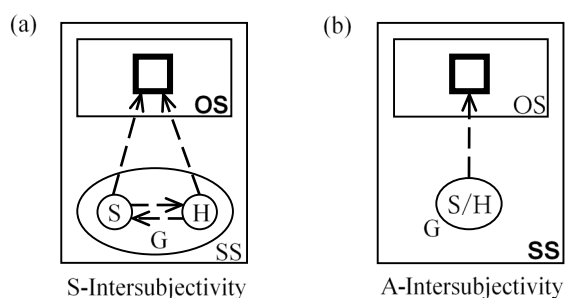 (a)
OS
S
H
G
SS
S-Intersubjectivity
(b)
OS
S/H
G
SS
A-Intersubjectivity